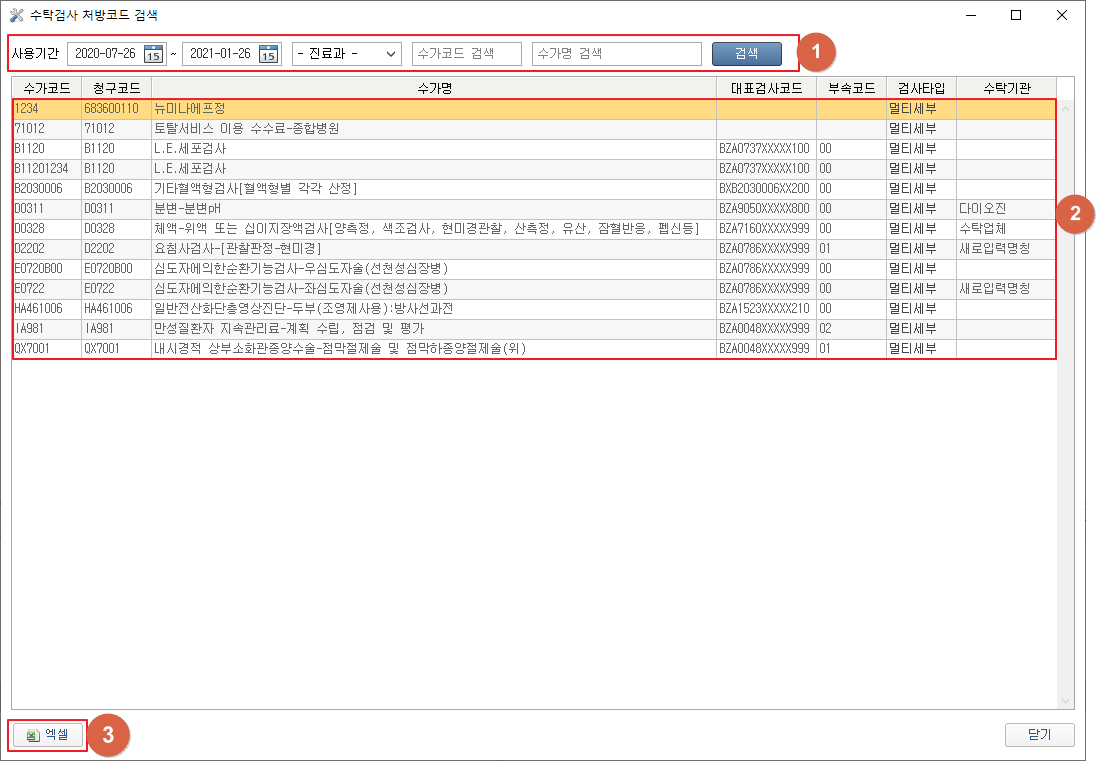 수탁검사 처방코드 검색
사용기간 2020-07-26 15 ~ 2021-01-26 15 - 진료과 - 수가코드 검색 수가명 검색 검색 1
수가코드 청구코드 수가명 대표검사코드 부속코드 검사타입 수탁기관
1234 683600110 뉴미나에프정 멀티세부
71012 71012 토탈서비스 이용 수수료-종합병원 멀티세부
B1120 B1120 L.E.세포검사 BZA0737XXXXX100 00 멀티세부
B11201234 B1120 L.E.세포검사 BZA0737XXXXX100 00 멀티세부
B2030006 B2030006 기타혈액형검사[혈액형별 각각 산정] BXB2030006XX200 00 멀티세부
D0311 D0311 분변-분변pH BZA9050XXXXX800 00 멀티세부 다이오진
2
D0328 D0328 체액-위액 또는 십이지장액검사[양측정, 색조검사, 현미경관찰, 산측정, 유산, 잠혈반응, 펩신등] BZA7160XXXXX999 00 멀티세부 수탁업체
D2202 D2202 요침사검사-[관찰판정-현미경] BZA0786XXXXX999 01 멀티세부 새로입력명칭
E0720B00 E0720B00 심도자에의한순환기능검사-우심도자술(선천성심장병) BZA0786XXXXX999 00 멀티세부
E0722 E0722 심도자에의한순환기능검사-좌심도자술(선천성심장병) BZA0786XXXXX999 00 멀티세부 새로입력명칭
HA461006 HA461006 일반전산화단층영상진단-두부(조영제사용):방사선과전 BZA1523XXXXX210 00 멀티세부
IA981 IA981 만성질환자 지속관리료-계획 수립, 점검 및 평가 BZA0048XXXXX999 02 멀티세부
QX7001 QX7001 내시경적 상부소화관종양수술-점막절제술 및 점막하종양절제술(위) BZA0048XXXXX999 01 멀티세부
엑셀 3 닫기